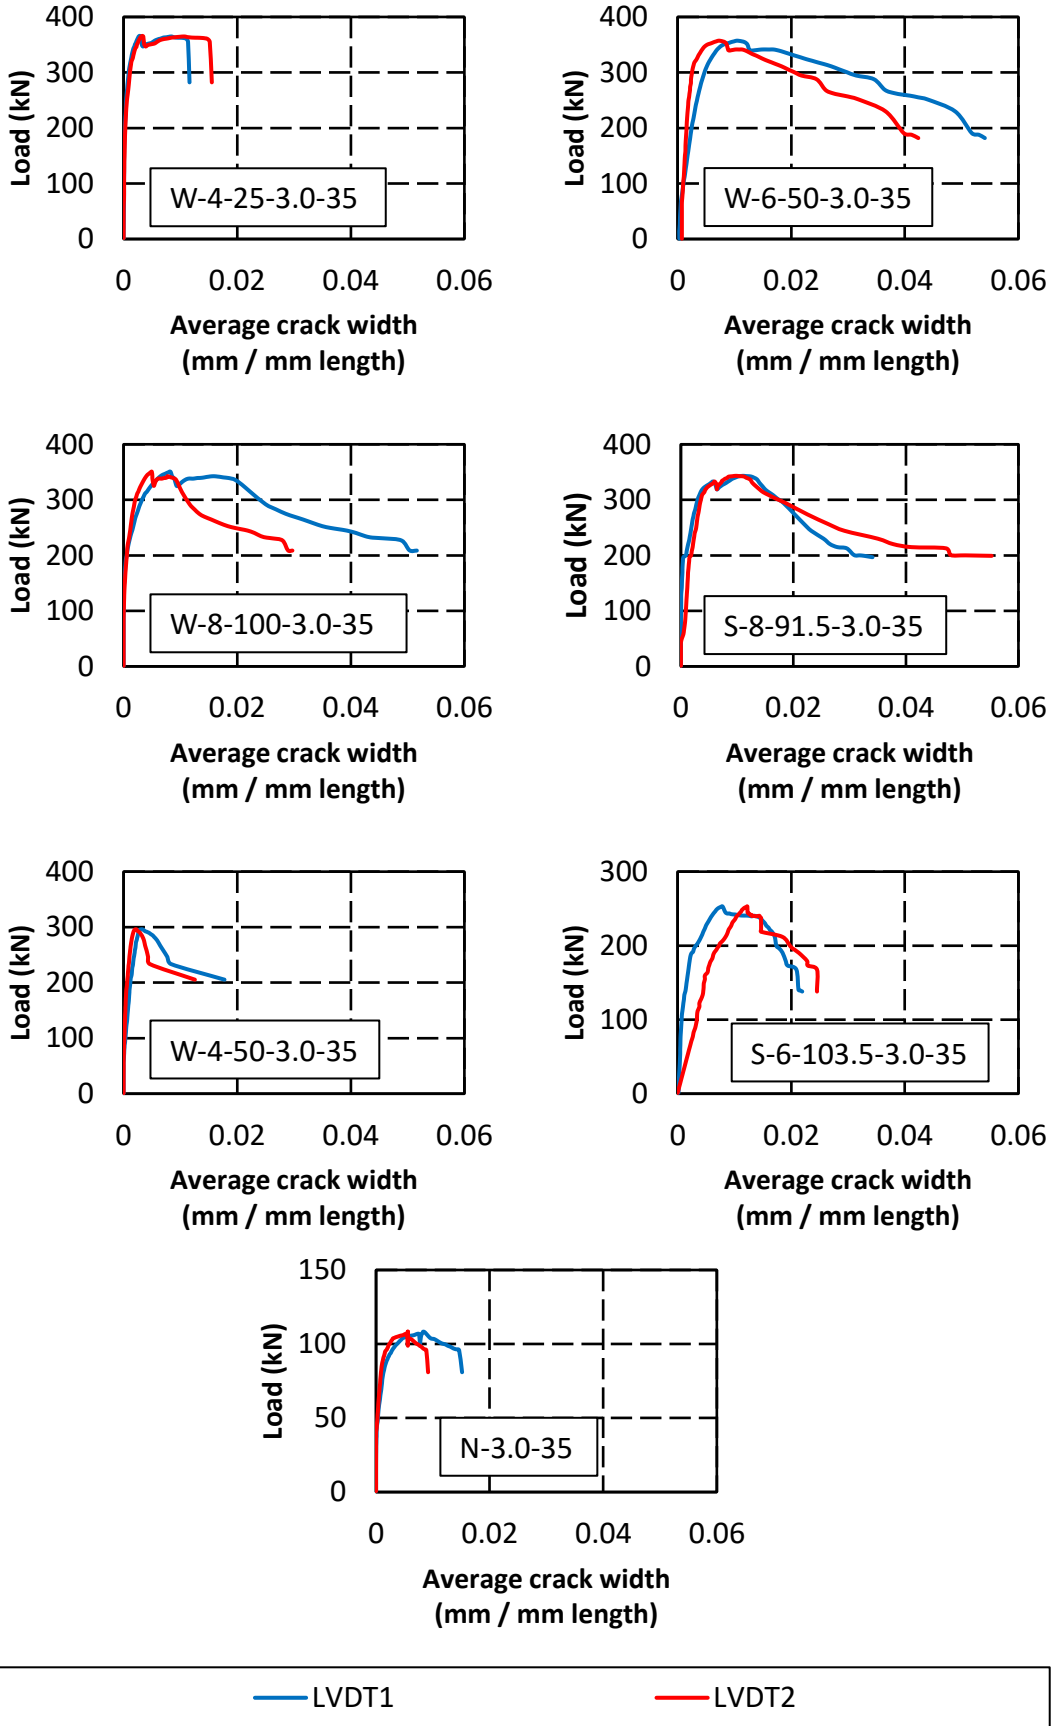 400
300
200
100
0
Load (kN)
W-4-25-3.0-35
0 0.02 0.04 0.06
Average crack width
(mm / mm length)
400
300
200
100
0
Load (kN)
W-6-50-3.0-35
0 0.02 0.04 0.06
Average crack width
(mm / mm length)
400
300
200
100
0
Load (kN)
W-8-100-3.0-35
0 0.02 0.04 0.06
Average crack width
(mm / mm length)
400
300
200
100
0
Load (kN)
S-8-91.5-3.0-35
0 0.02 0.04 0.06
Average crack width
(mm / mm length)
400
300
200
100
0
Load (kN)
W-4-50-3.0-35
0 0.02 0.04 0.06
Average crack width
(mm / mm length)
300
200
100
0
Load (kN)
S-6-103.5-3.0-35
0 0.02 0.04 0.06
Average crack width
(mm / mm length)
150
100
50
0
Load (kN)
N-3.0-35
0 0.02 0.04 0.06
Average crack width
(mm / mm length)
LVDT1 LVDT2